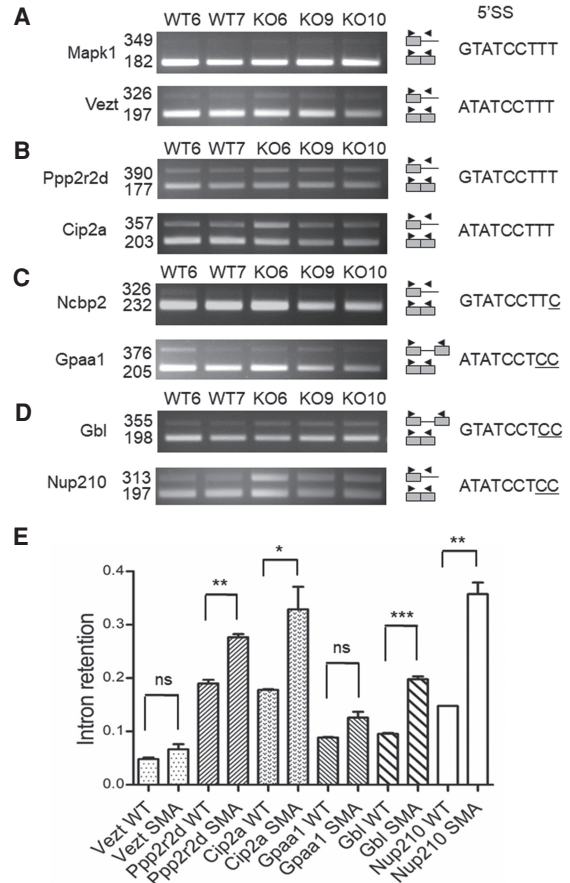 A
WT6 WT7 KO6 KO9 KO10
5'SS
Mapk1
349
182
GTATCCTTT
Vezt
326
197
ATATCCTTT
B
WT6 WT7 KO6 KO9 KO10
Ppp2r2d
390
177
GTATCCTTT
Cip2a
357
203
ATATCCTTT
C
WT6 WT7 KO6 KO9 KO10
Ncbp2
326
232
GTATCCTTC
Gpaa1
376
205
ATATCCTCC
D
WT6 WT7 KO6 KO9 KO10
Gbl
355
198
GTATCCTCC
Nup210
313
197
ATATCCTCC
E
Intron retention
0.4
0.3
0.2
0.1
0.0
ns
**
*
ns
***
**
Vezt WT
Vezt SMA
Ppp2r2d WT
Ppp2r2d SMA
Cip2a WT
Cip2a SMA
Gpaa1 WT
Gpaa1 SMA
Gbl WT
Gbl SMA
Nup210 WT
Nup210 SMA